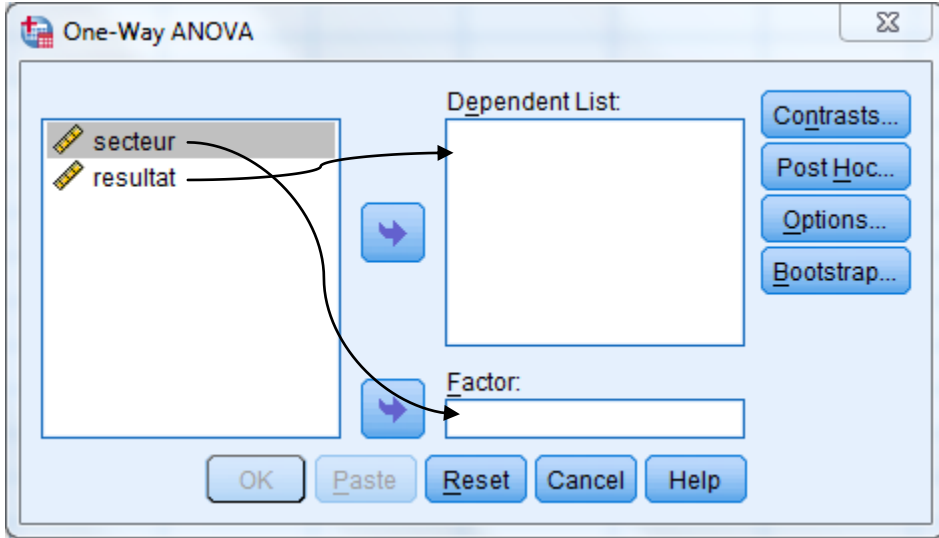 One-Way ANOVA
secteur
resultat
Dependent List:
Contrasts...
Post Hoc...
Options...
Bootstrap...
Factor:
OK Paste Reset Cancel Help